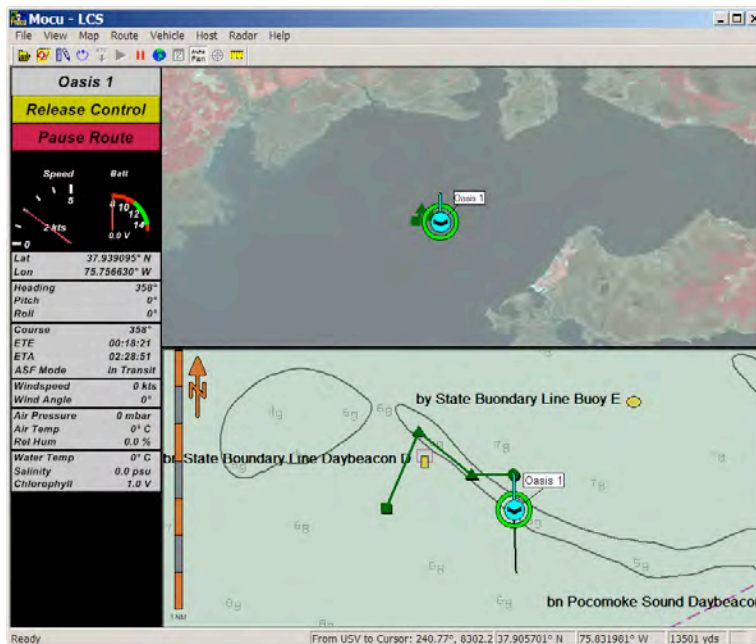 Mocu - LCS
File View Map Route Vehicle Host Radar Help
Oasis 1
Release Control
Pause Route
Speed Batt
5 10 12 14
2 kts
0 0.0 V
Lat 37.939095° N
Lon 75.756630° W
Heading 358°
Pitch 0°
Roll 0°
Course 358°
ETE 00:18:21
ETA 02:28:51
ASF Mode In Transit
Windspeed 0 kts
Wind Angle 0°
Air Pressure 0 mbar
Air Temp 0° C
Rel Hum 0.0 %
Water Temp 0° C
Salinity 0.0 psu
Chlorophyll 1.0 V
Oasis 1
N
by State Buondary Line Buoy E
bn State Boundary Line Daybeacon D
Oasis 1
bn Pocomoke Sound Daybeacon
1 NM
Ready From USV to Cursor: 240.77°, 8302.2 37.905701° N 75.831981° W 13501 yds